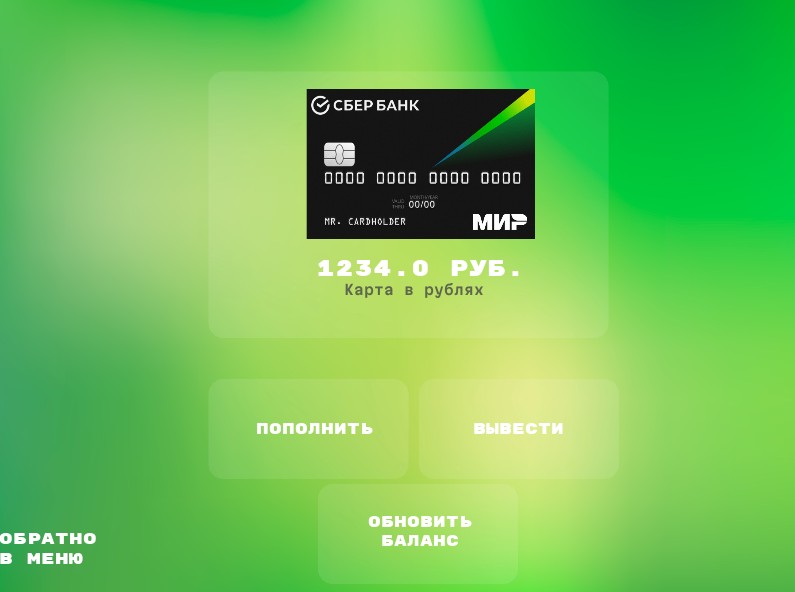 СБЕР БАНК
0000 0000 0000 0000
MONTH/YEAR
VALID
THRU 00/00
MR. CARDHOLDER
МИР
1234.0 РУБ.
Карта в рублях
ПОПОЛНИТЬ
ВЫВЕСТИ
ОБНОВИТЬ
БАЛАНС
ОБРАТНО
В МЕНЮ